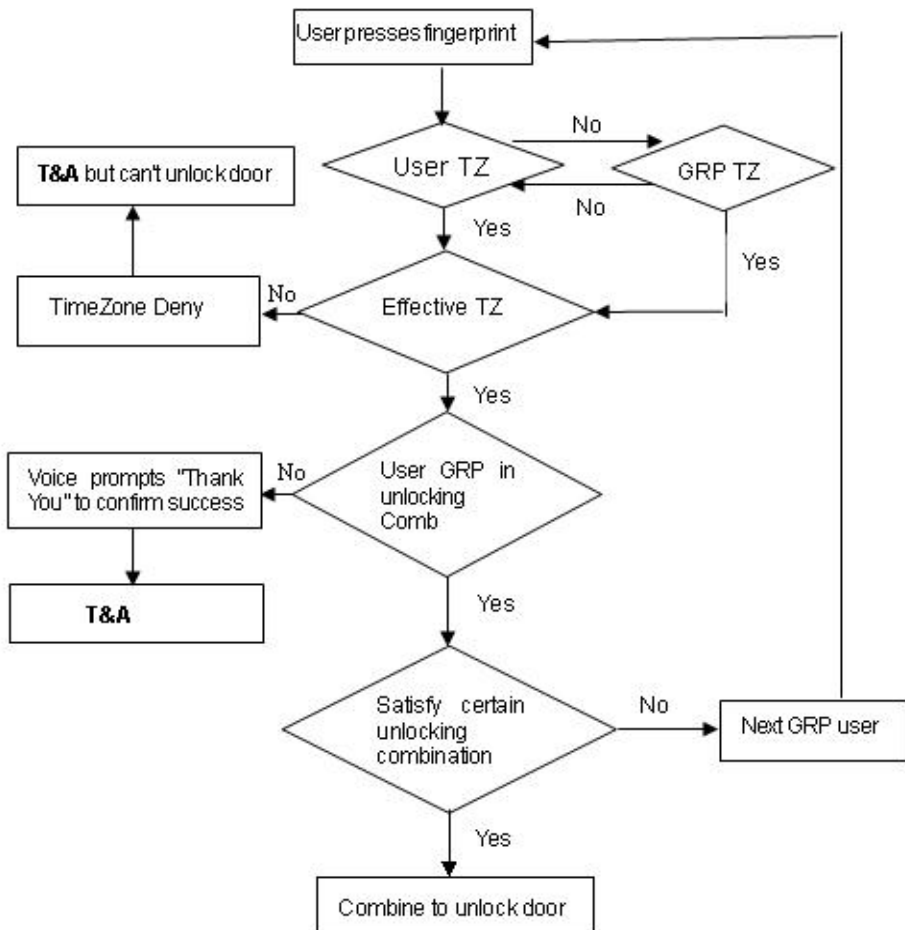 User presses fingerprint
No
User TZ
GRP TZ
No
T&A but can't unlock door
Yes
Yes
TimeZone Deny
No
Effective TZ
Yes
Voice prompts "Thank
You" to confirm success
No
User GRP in
unlocking
Comb
T&A
Yes
Satisfy certain
unlocking
combination
No
Next GRP user
Yes
Combine to unlock door